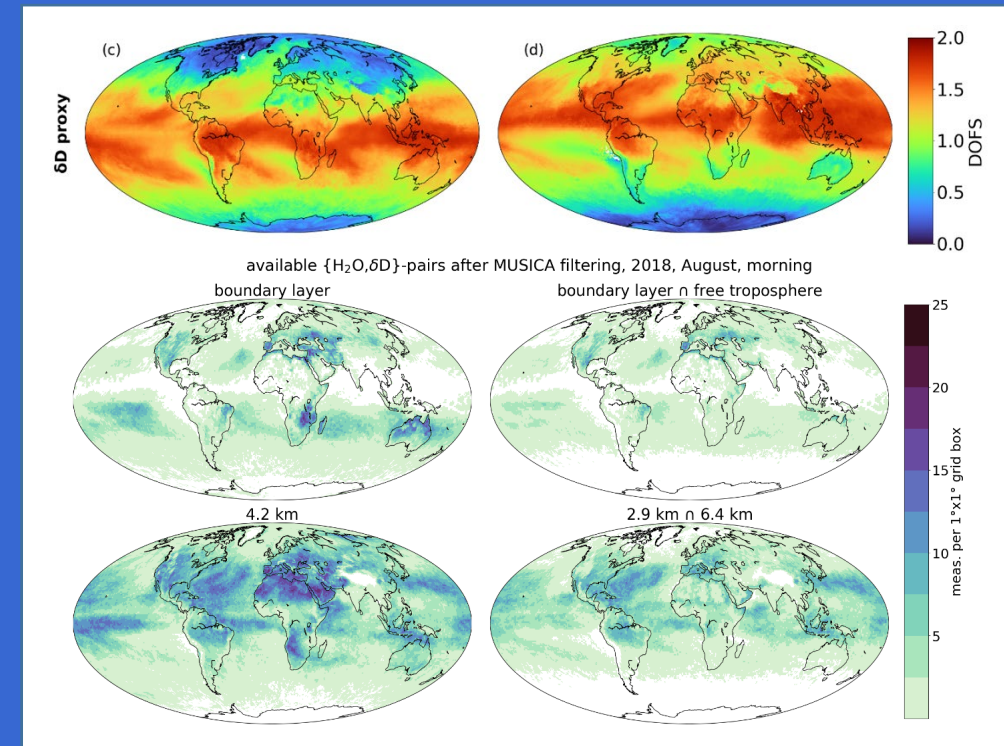 (c)
(d)
δD proxy
2.0
1.5
1.0
0.5
0.0
DOFS
available {H₂O,δD}-pairs after MUSICA filtering, 2018, August, morning
boundary layer
boundary layer ∩ free troposphere
4.2 km
2.9 km ∩ 6.4 km
25
20
15
10
5
meas. per 1°x1° grid box